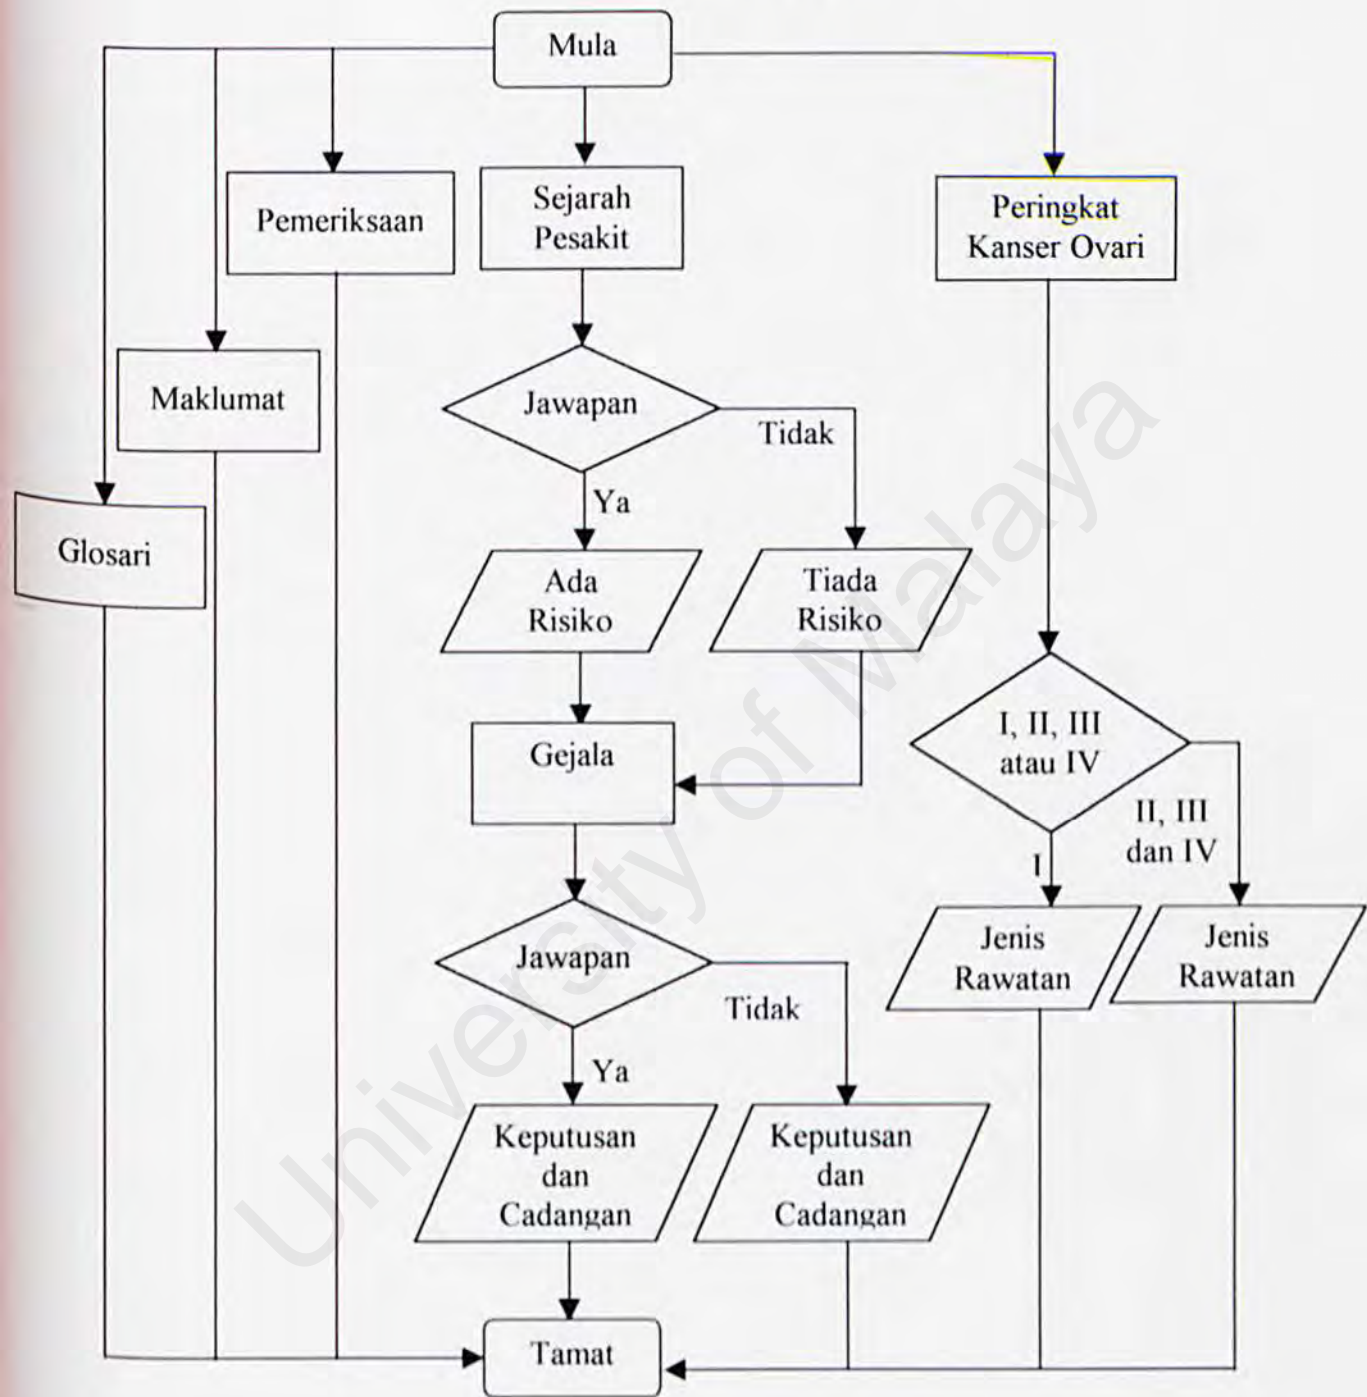 Mula
Pemeriksaan
Sejarah
Pesakit
Peringkat
Kanser Ovari
Maklumat
Jawapan
Tidak
Ya
Glosari
Ada
Risiko
Tiada
Risiko
Gejala
I, II, III
atau IV
II, III
dan IV
I
Jenis
Rawatan
Jenis
Rawatan
Jawapan
Tidak
Ya
Keputusan
dan
Cadangan
Keputusan
dan
Cadangan
Tamat
University of Malaya